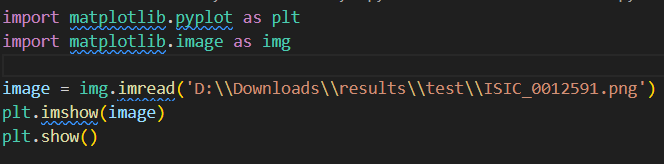 import matplotlib.pyplot as plt
import matplotlib.image as img
image = img.imread('D:\\Downloads\\results\\test\\ISIC_0012591.png')
plt.imshow(image)
plt.show()